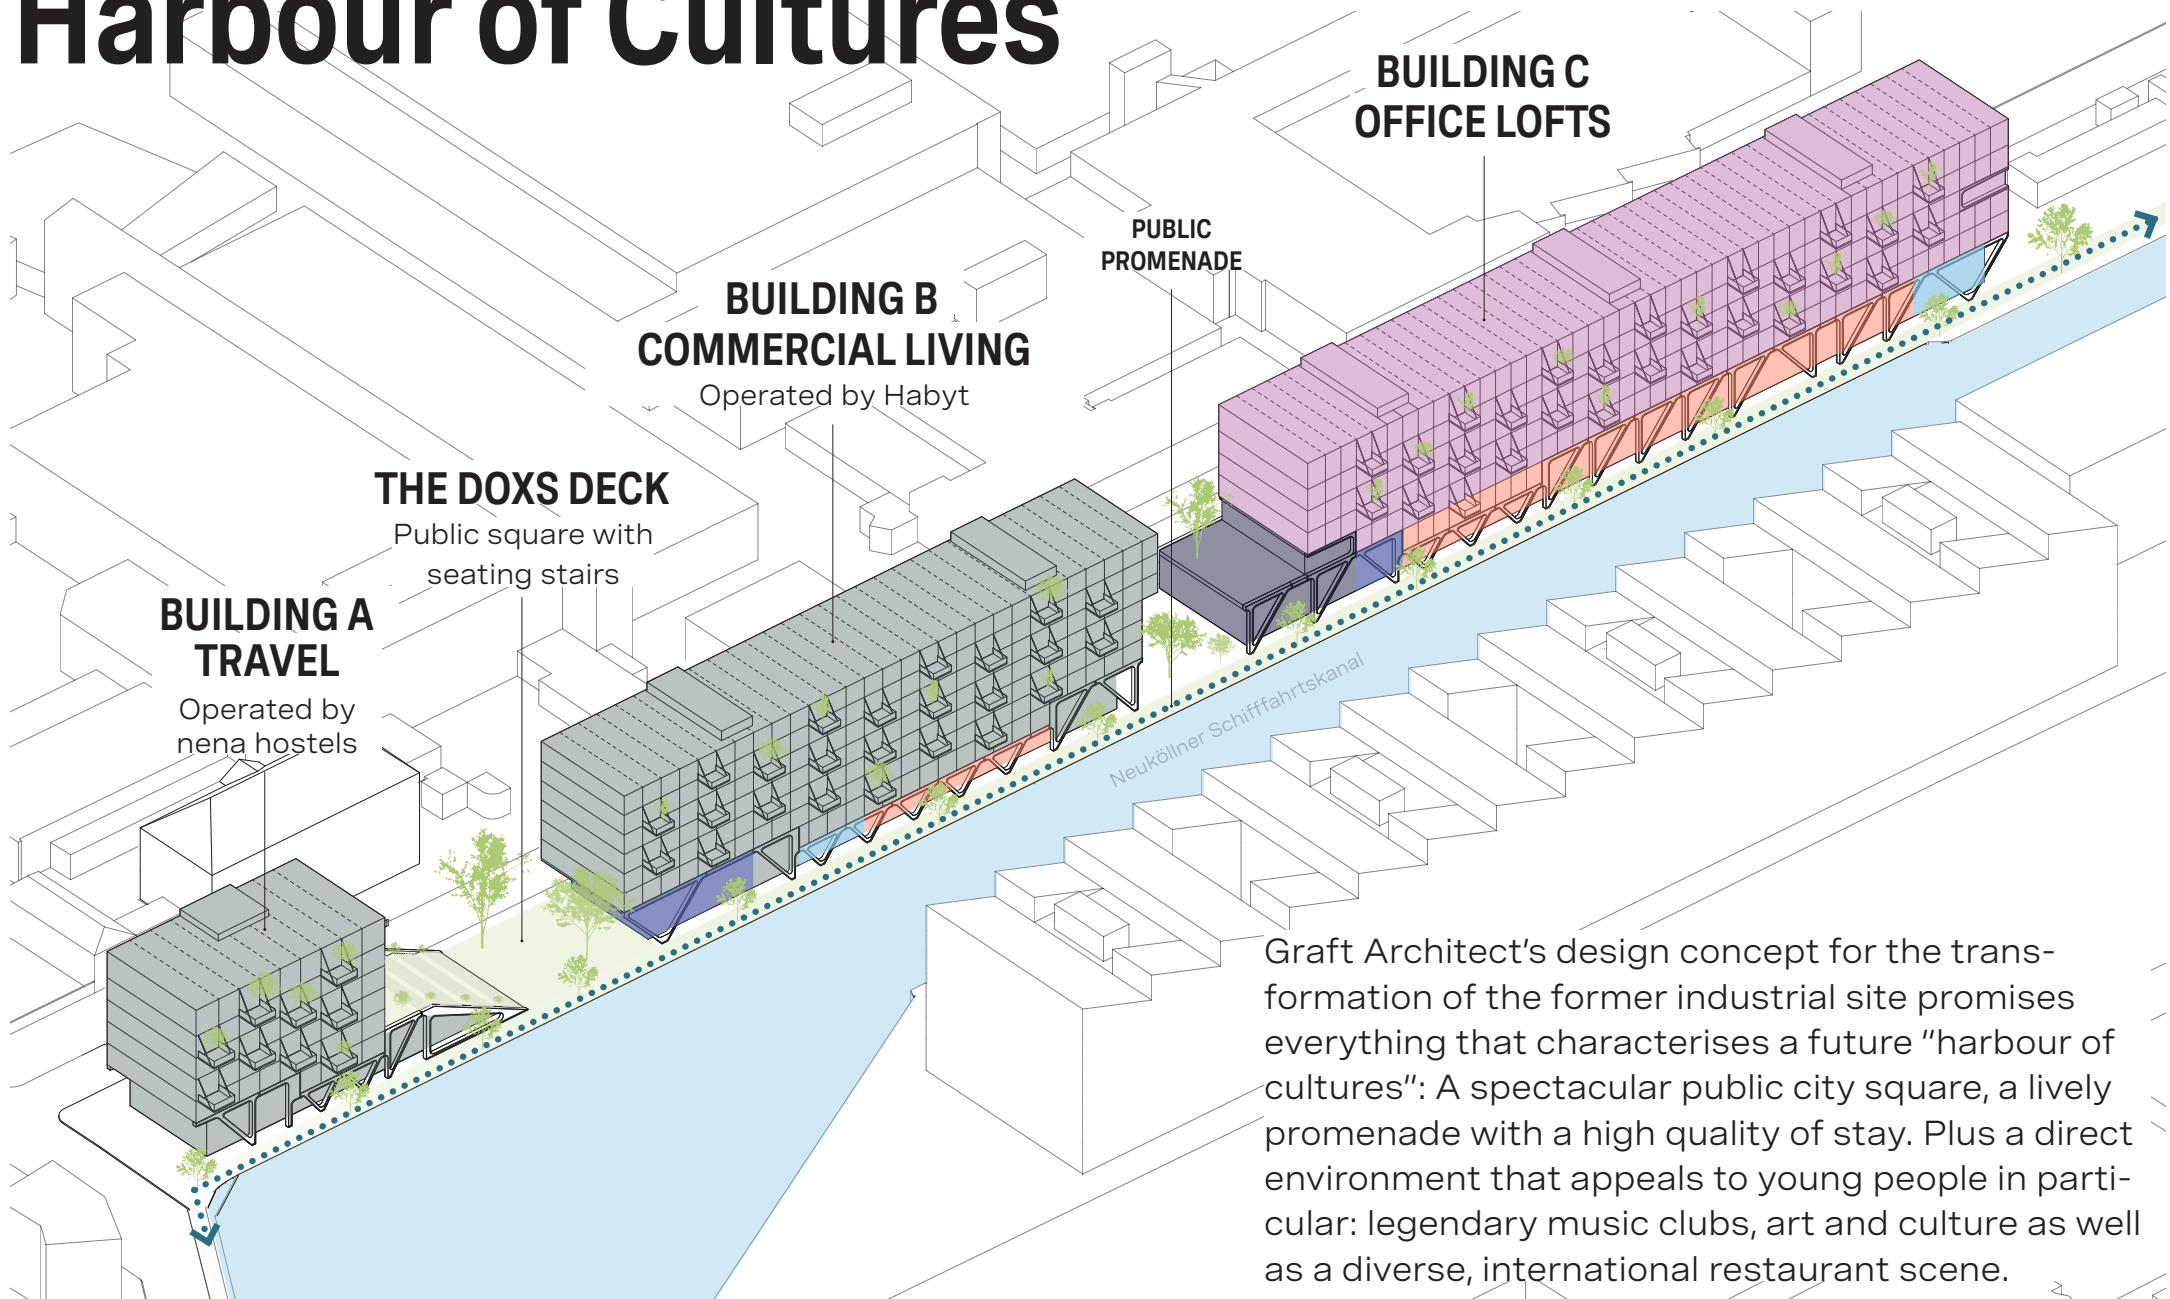 Harbour of Cultures
BUILDING C
OFFICE LOFTS
PUBLIC
PROMENADE
BUILDING B
COMMERCIAL LIVING
Operated by Habyt
THE DOXS DECK
Public square with
seating stairs
BUILDING A
TRAVEL
Operated by
nena hostels
Neuköllner Schifffahrtskanal
Graft Architect’s design concept for the trans-
formation of the former industrial site promises
everything that characterises a future “harbour of
cultures”: A spectacular public city square, a lively
promenade with a high quality of stay. Plus a direct
environment that appeals to young people in parti-
cular: legendary music clubs, art and culture as well
as a diverse, international restaurant scene.